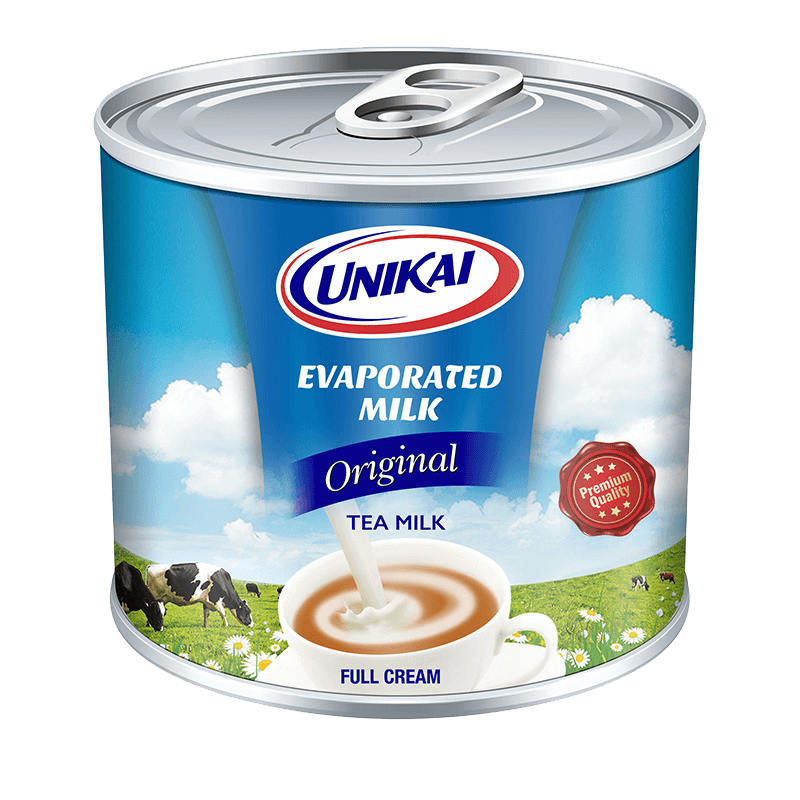 UNIKAI
EVAPORATED
MILK
Original
TEA MILK
Premium
Quality
FULL CREAM